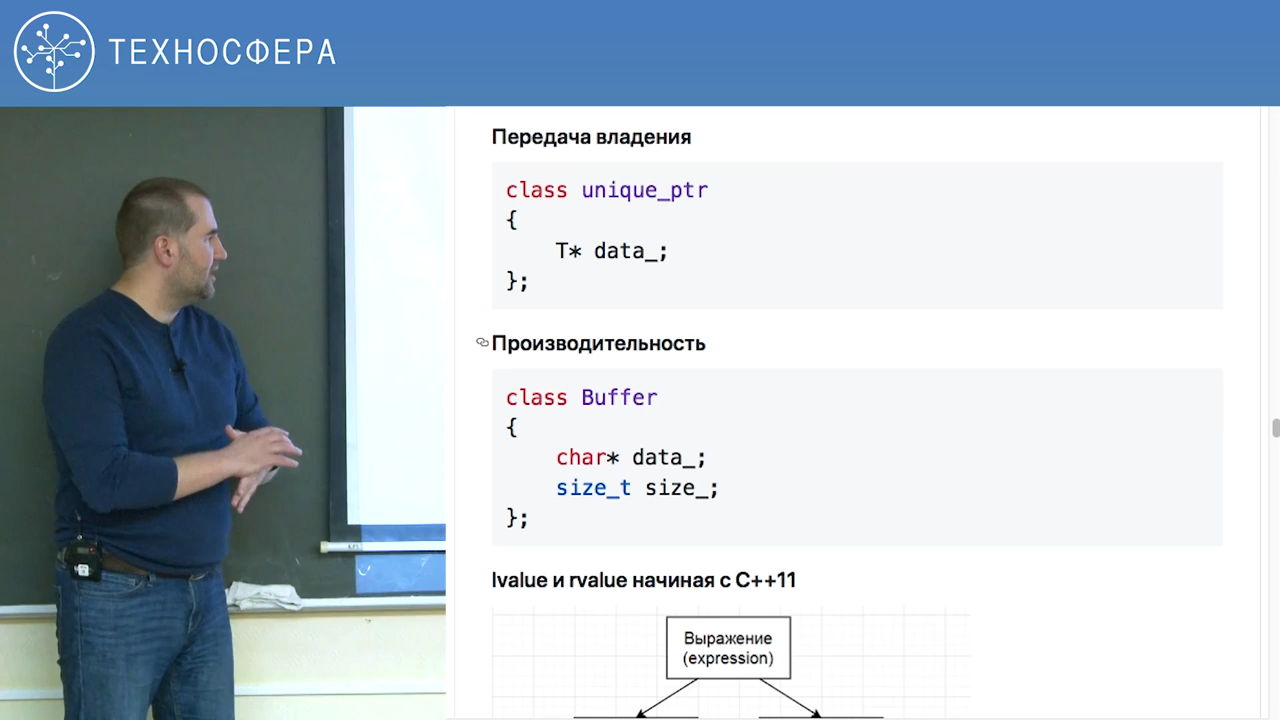 ТЕХНОСФЕРА
Передача владения
class unique_ptr
{
    T* data_;
};
Производительность
class Buffer
{
    char* data_;
    size_t size_;
};
lvalue и rvalue начиная с C++11
Выражение
(expression)